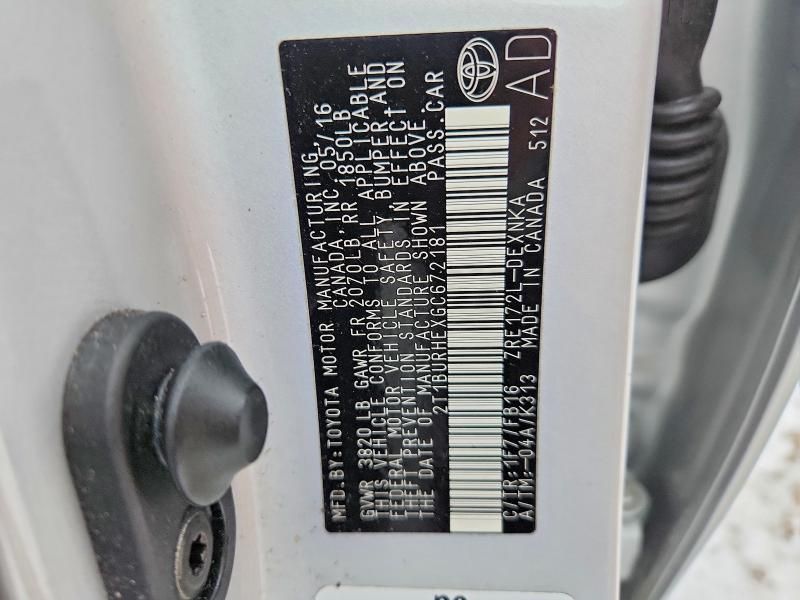 MFD.BY:TOYOTA MOTOR MANUFACTURING,
CANADA, INC. 05/16
GVWR 3820 LB GAWR FR 2070LB, RR 1850LB
THIS VEHICLE CONFORMS TO ALL APPLICABLE
FEDERAL MOTOR VEHICLE SAFETY, BUMPER AND
THEFT PREVENTION STANDARDS IN EFFECT ON
THE DATE OF MANUFACTURE SHOWN ABOVE.
2T1BURHEXGC672181 PASS.CAR
C/TR:1F7/FB16 ZRE172L-DEXNKA
A/TM:-04A/K313 MADE IN CANADA 512
AD